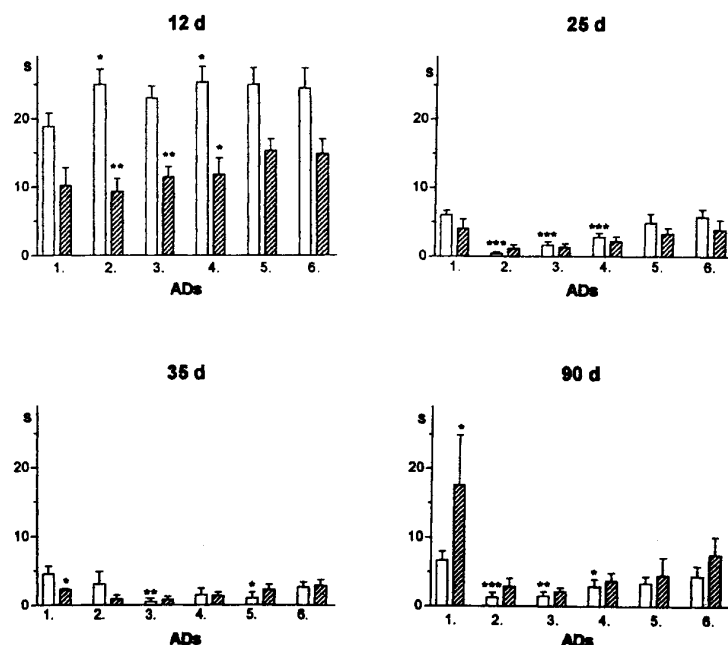 12 d
25 d
s
20
10
0
* ** ** * *
1. 2. 3. 4. 5. 6.
ADs
s
20
10
0
*** *** ***
1. 2. 3. 4. 5. 6.
ADs
35 d
90 d
s
20
10
0
* ** *
1. 2. 3. 4. 5. 6.
ADs
s
20
10
0
* *** ** *
1. 2. 3. 4. 5. 6.
ADs